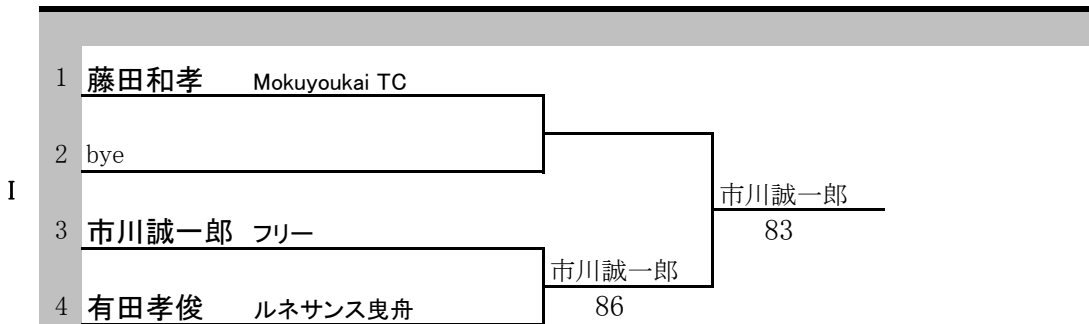 1 藤田和孝 Mokuyoukai TC
2 bye
I
市川誠一郎
3 市川誠一郎 フリー
83
市川誠一郎
4 有田孝俊 ルネサンス曳舟
86